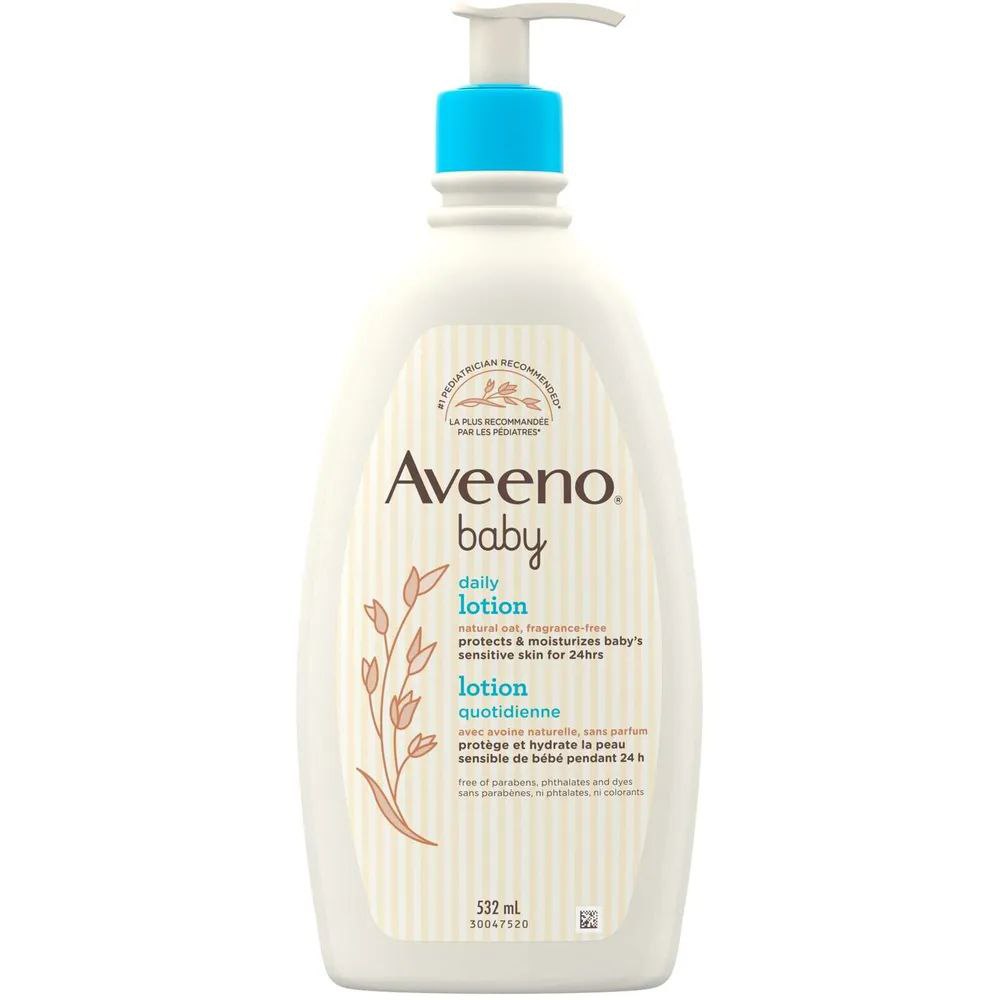 #1 PEDIATRICIAN RECOMMENDED*
LA PLUS RECOMMANDÉE
PAR LES PÉDIATRES*
Aveeno®
baby
daily
lotion
natural oat, fragrance-free
protects & moisturizes baby's
sensitive skin for 24hrs
lotion
quotidienne
avec avoine naturelle, sans parfum
protège et hydrate la peau
sensible de bébé pendant 24 h
free of parabens, phthalates and dyes
sans parabènes, ni phtalates, ni colorants
532 mL
30047520